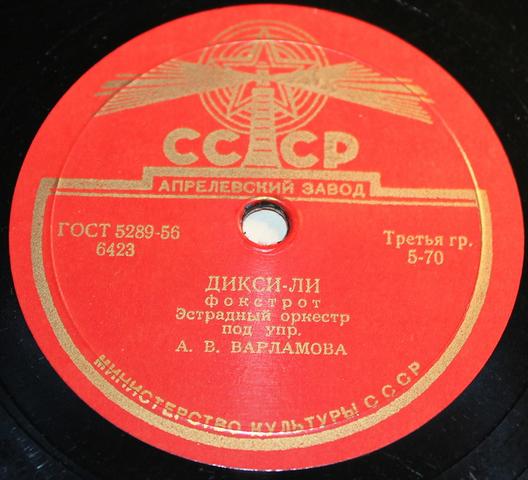 СССР
АПРЕЛЕВСКИЙ ЗАВОД
ГОСТ 5289-56
6423
Третья гр.
5-70
ДИКСИ-ЛИ
фокстрот
Эстрадный оркестр
под упр.
А. В. ВАРЛАМОВА
МИНИСТЕРСТВО КУЛЬТУРЫ СССР